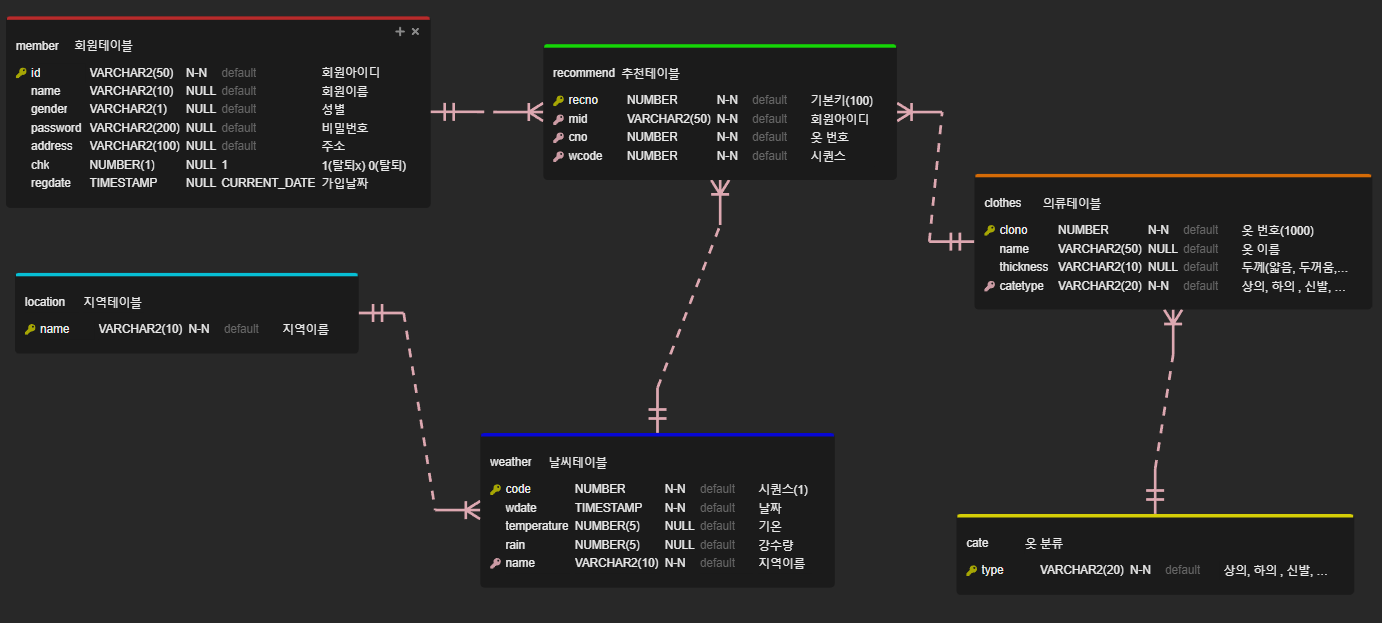 member 회원테이블
id VARCHAR2(50) N-N default 회원아이디
name VARCHAR2(10) NULL default 회원이름
gender VARCHAR2(1) NULL default 성별
password VARCHAR2(200) NULL default 비밀번호
address VARCHAR2(100) NULL default 주소
chk NUMBER(1) NULL 1 1(탈퇴x) 0(탈퇴)
regdate TIMESTAMP NULL CURRENT_DATE 가입날짜
recommend 추천테이블
recno NUMBER N-N default 기본키(100)
mid VARCHAR2(50) N-N default 회원아이디
cno NUMBER N-N default 옷 번호
wcode NUMBER N-N default 시퀀스
clothes 의류테이블
clono NUMBER N-N default 옷 번호(1000)
name VARCHAR2(50) NULL default 옷 이름
thickness VARCHAR2(10) NULL default 두께(얇음, 두꺼움,...
catetype VARCHAR2(20) N-N default 상의, 하의 , 신발, ...
location 지역테이블
name VARCHAR2(10) N-N default 지역이름
weather 날씨테이블
code NUMBER N-N default 시퀀스(1)
wdate TIMESTAMP N-N default 날짜
temperature NUMBER(5) NULL default 기온
rain NUMBER(5) NULL default 강수량
name VARCHAR2(10) N-N default 지역이름
cate 옷 분류
type VARCHAR2(20) N-N default 상의, 하의 , 신발, ...